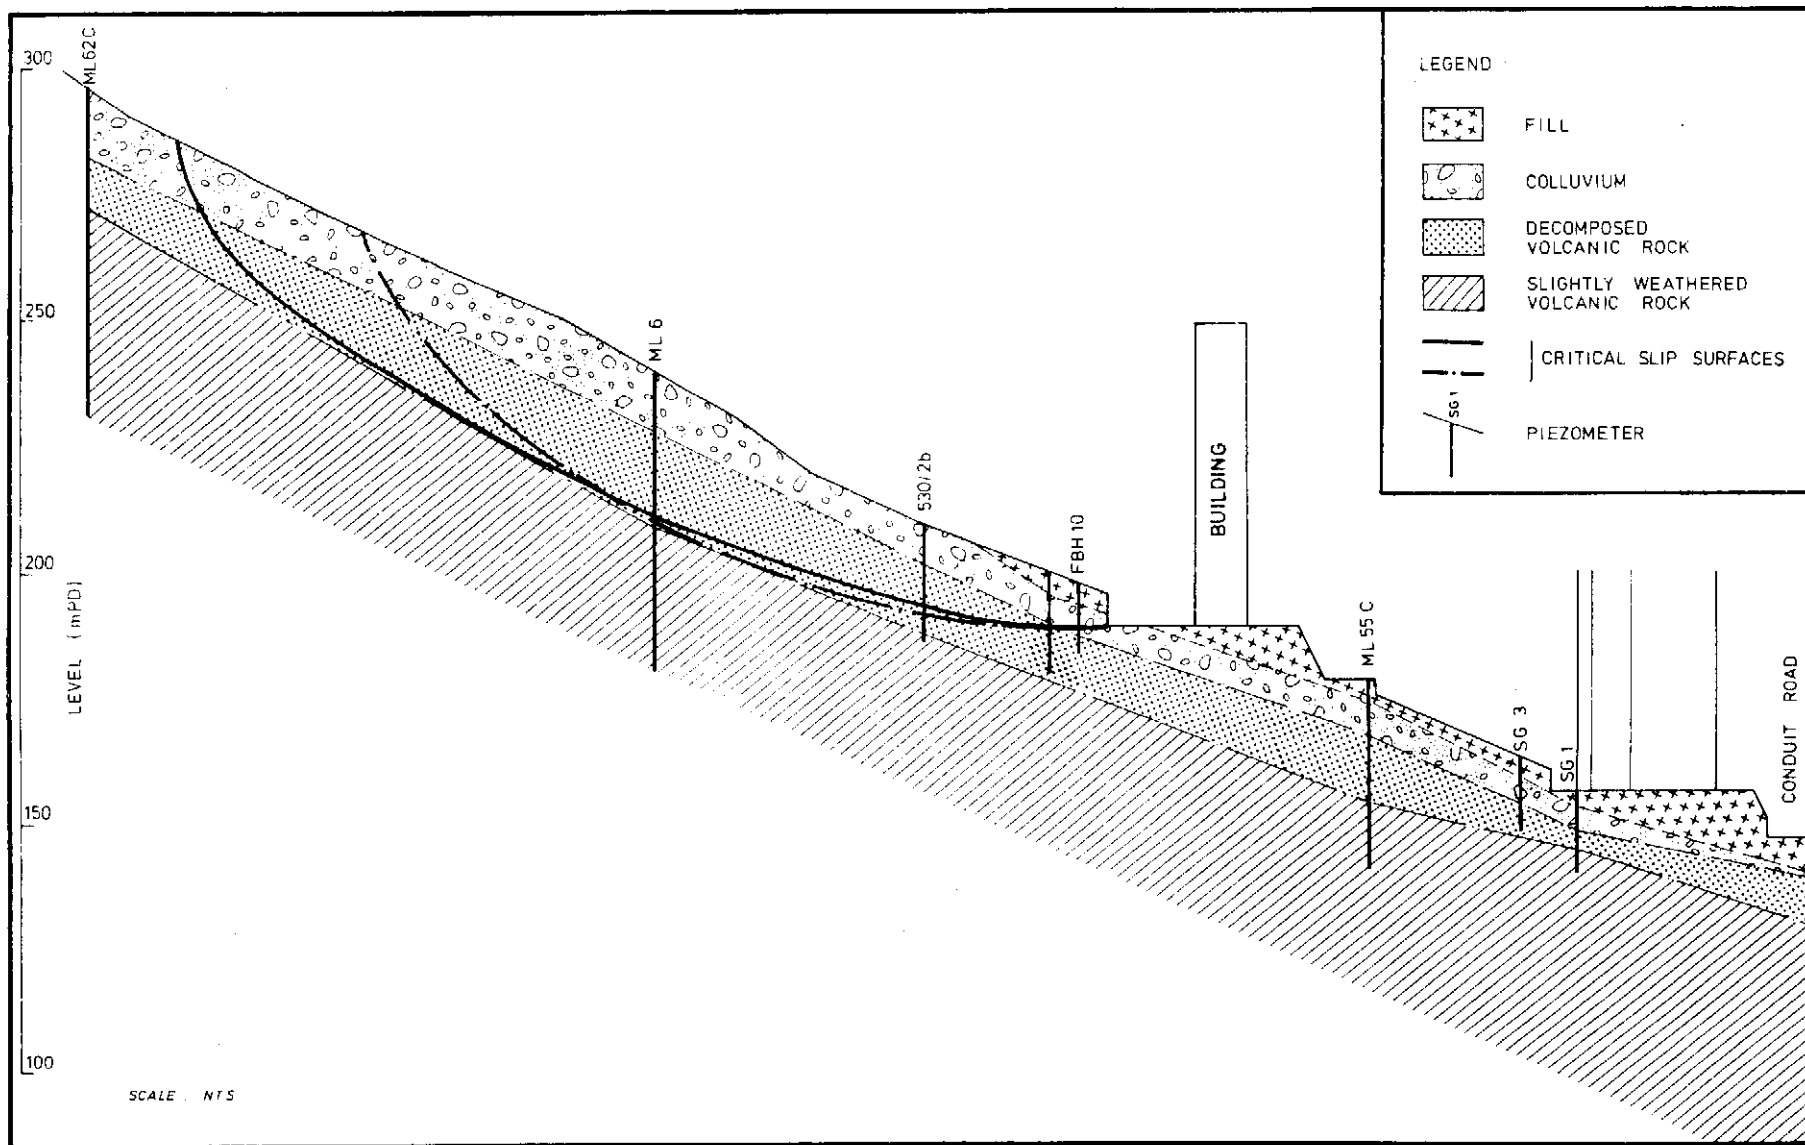 300
250
200
150
100
LEVEL (mPD)
ML62C
ML 6
530/2b
FBH 10
BUILDING
ML 55 C
SG 3
SG 1
CONDUIT ROAD
SCALE . NTS
LEGEND
FILL
COLLUVIUM
DECOMPOSED
VOLCANIC ROCK
SLIGHTLY WEATHERED
VOLCANIC ROCK
CRITICAL SLIP SURFACES
SG 1
PIEZOMETER